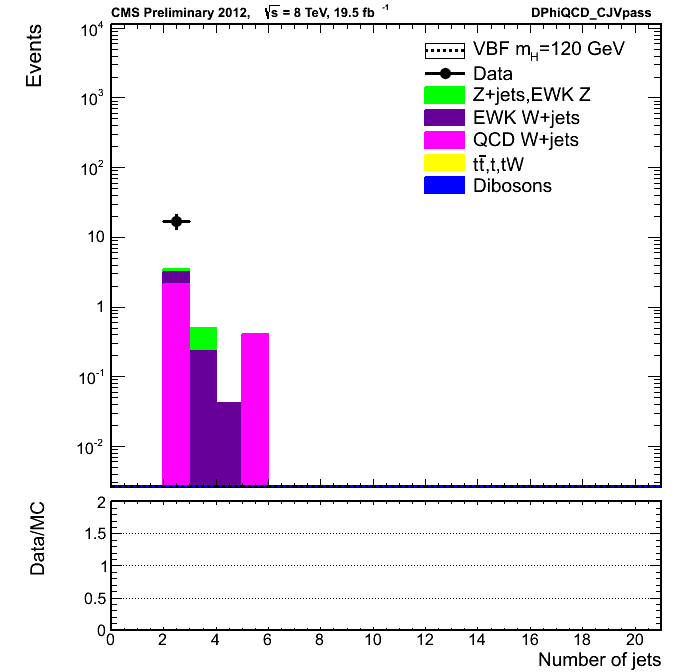 CMS Preliminary 2012, √s = 8 TeV, 19.5 fb⁻¹ DPhiQCD_CJVpass
Events
10⁴
10³
10²
10
1
10⁻¹
10⁻²
VBF m_H=120 GeV
Data
Z+jets,EWK Z
EWK W+jets
QCD W+jets
tt̄,t,tW
Dibosons
Data/MC
2
1.5
1
0.5
0
0 2 4 6 8 10 12 14 16 18 20
Number of jets